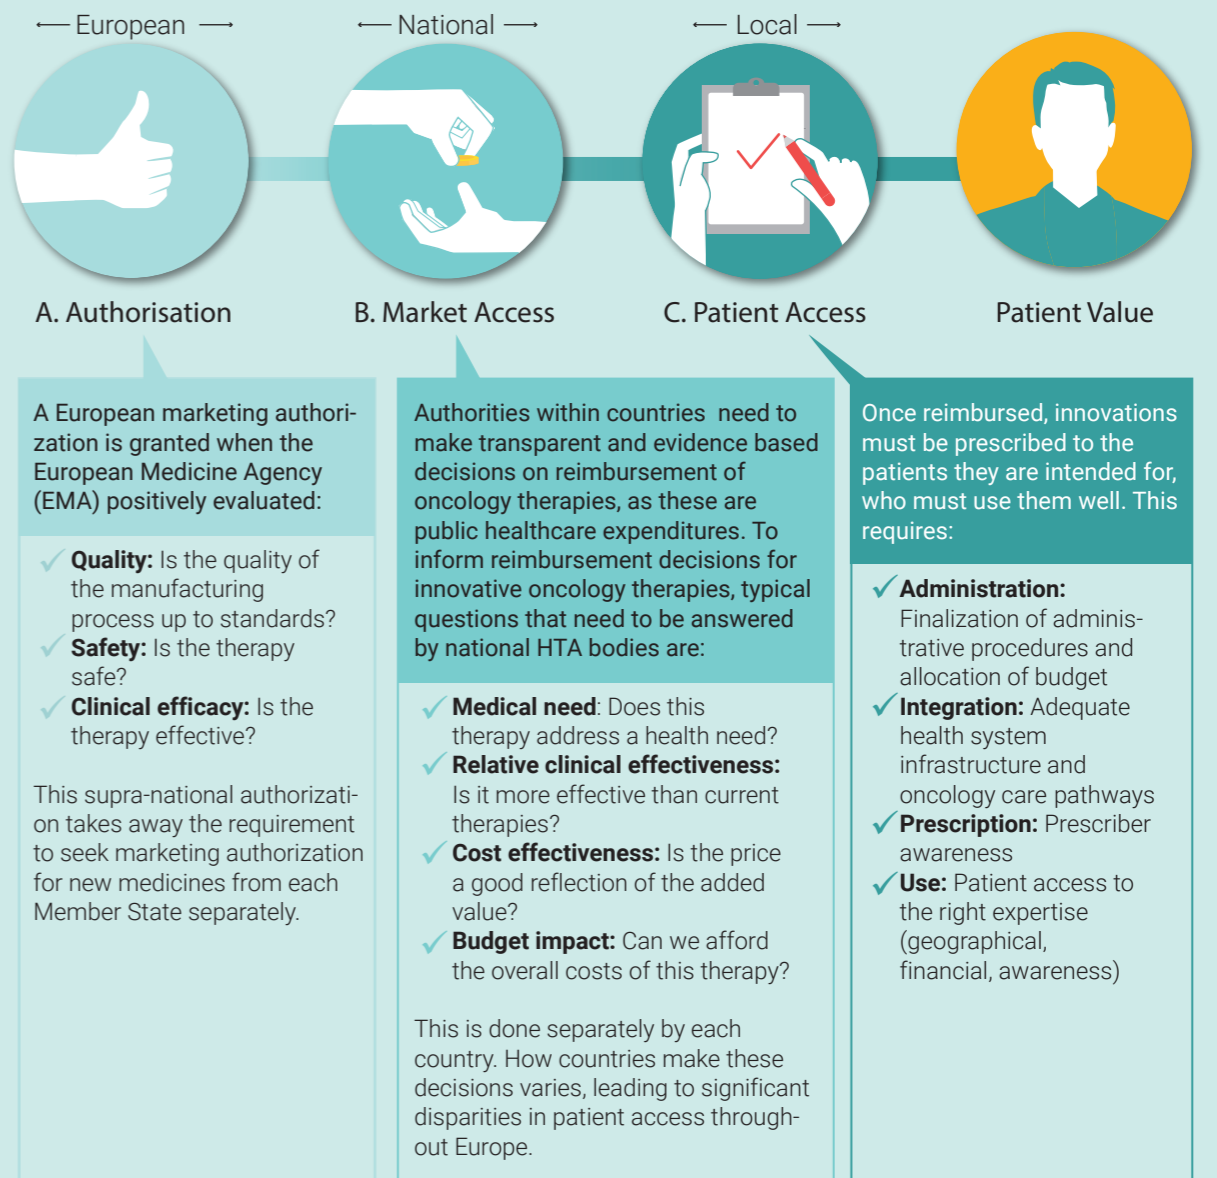 European
National
Local
A. Authorisation
B. Market Access
C. Patient Access
Patient Value
A European marketing authori-
zation is granted when the
European Medicine Agency
(EMA) positively evaluated:
Quality: Is the quality of
the manufacturing
process up to standards?
Safety: Is the therapy
safe?
Clinical efficacy: Is the
therapy effective?
This supra-national authorizati-
on takes away the requirement
to seek marketing authorization
for new medicines from each
Member State separately.
Authorities within countries need to
make transparent and evidence based
decisions on reimbursement of
oncology therapies, as these are
public healthcare expenditures. To
inform reimbursement decisions for
innovative oncology therapies, typical
questions that need to be answered
by national HTA bodies are:
Medical need: Does this
therapy address a health need?
Relative clinical effectiveness:
Is it more effective than current
therapies?
Cost effectiveness: Is the price
a good reflection of the added
value?
Budget impact: Can we afford
the overall costs of this therapy?
This is done separately by each
country. How countries make these
decisions varies, leading to significant
disparities in patient access through-
out Europe.
Once reimbursed, innovations
must be prescribed to the
patients they are intended for,
who must use them well. This
requires:
Administration:
Finalization of adminis-
trative procedures and
allocation of budget
Integration: Adequate
health system
infrastructure and
oncology care pathways
Prescription: Prescriber
awareness
Use: Patient access to
the right expertise
(geographical,
financial, awareness)